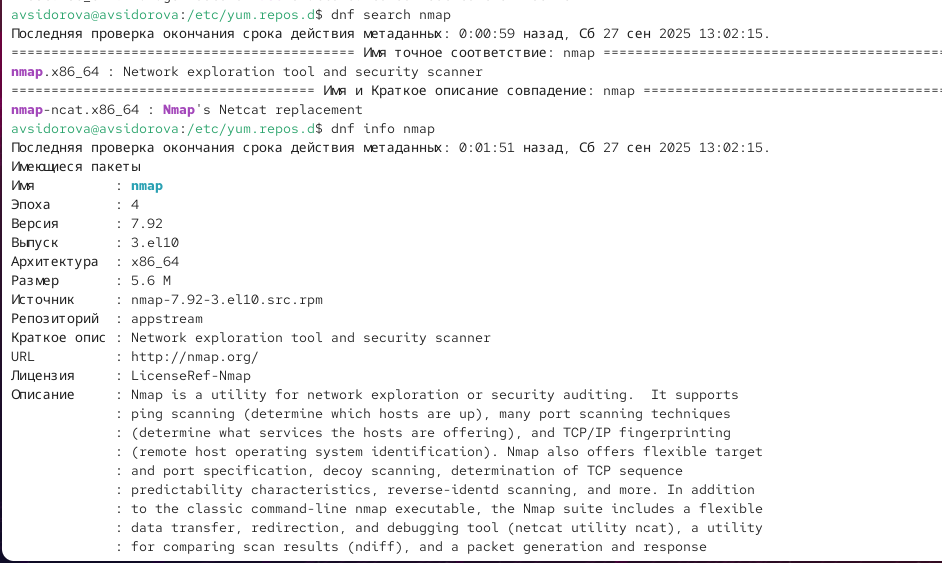 avsidorova@avsidorova:/etc/yum.repos.d$ dnf search nmap
Последняя проверка окончания срока действия метаданных: 0:00:59 назад, Сб 27 сен 2025 13:02:15.
=========================================== Имя точное соответствие: nmap ===========================================
nmap.x86_64 : Network exploration tool and security scanner
====================================== Имя и Краткое описание совпадение: nmap ======================================
nmap-ncat.x86_64 : Nmap's Netcat replacement
avsidorova@avsidorova:/etc/yum.repos.d$ dnf info nmap
Последняя проверка окончания срока действия метаданных: 0:01:51 назад, Сб 27 сен 2025 13:02:15.
Имеющиеся пакеты
Имя          : nmap
Эпоха        : 4
Версия       : 7.92
Выпуск       : 3.el10
Архитектура  : x86_64
Размер       : 5.6 M
Источник     : nmap-7.92-3.el10.src.rpm
Репозиторий  : appstream
Краткое опис : Network exploration tool and security scanner
URL          : http://nmap.org/
Лицензия     : LicenseRef-Nmap
Описание     : Nmap is a utility for network exploration or security auditing.  It supports
             : ping scanning (determine which hosts are up), many port scanning techniques
             : (determine what services the hosts are offering), and TCP/IP fingerprinting
             : (remote host operating system identification). Nmap also offers flexible target
             : and port specification, decoy scanning, determination of TCP sequence
             : predictability characteristics, reverse-identd scanning, and more. In addition
             : to the classic command-line nmap executable, the Nmap suite includes a flexible
             : data transfer, redirection, and debugging tool (netcat utility ncat), a utility
             : for comparing scan results (ndiff), and a packet generation and response